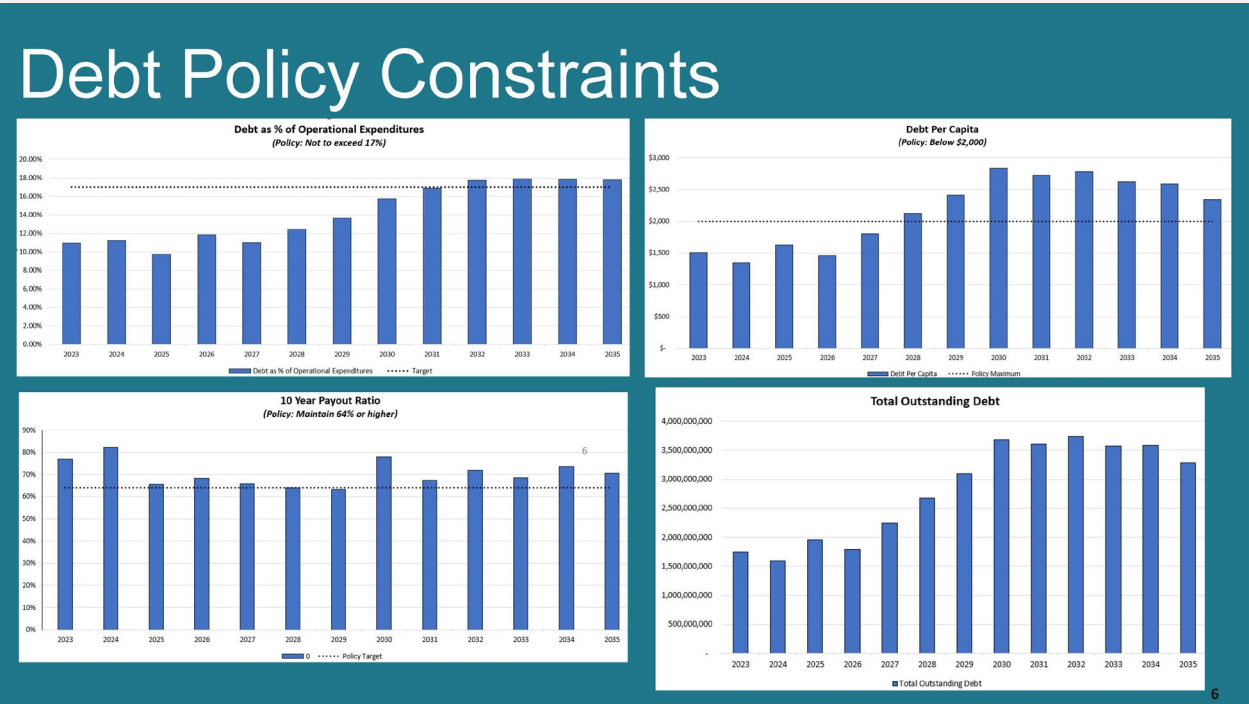 Debt Policy Constraints
Debt as % of Operational Expenditures
(Policy: Not to exceed 17%)
20.00%
18.00%
16.00%
14.00%
12.00%
10.00%
8.00%
6.00%
4.00%
2.00%
0.00%
2023 2024 2025 2026 2027 2028 2029 2030 2031 2032 2033 2034 2035
Debt as % of Operational Expenditures Target
Debt Per Capita
(Policy: Below $2,000)
$3,000
$2,500
$2,000
$1,500
$1,000
$500
$-
2023 2024 2025 2026 2027 2028 2029 2030 2031 2032 2033 2034 2035
Debt Per Capita Policy Maximum
10 Year Payout Ratio
(Policy: Maintain 64% or higher)
90%
80%
70%
60%
50%
40%
30%
20%
10%
0%
6
2023 2024 2025 2026 2027 2028 2029 2030 2031 2032 2033 2034 2035
0 Policy Target
Total Outstanding Debt
4,000,000,000
3,500,000,000
3,000,000,000
2,500,000,000
2,000,000,000
1,500,000,000
1,000,000,000
500,000,000
-
2023 2024 2025 2026 2027 2028 2029 2030 2031 2032 2033 2034 2035
Total Outstanding Debt
6